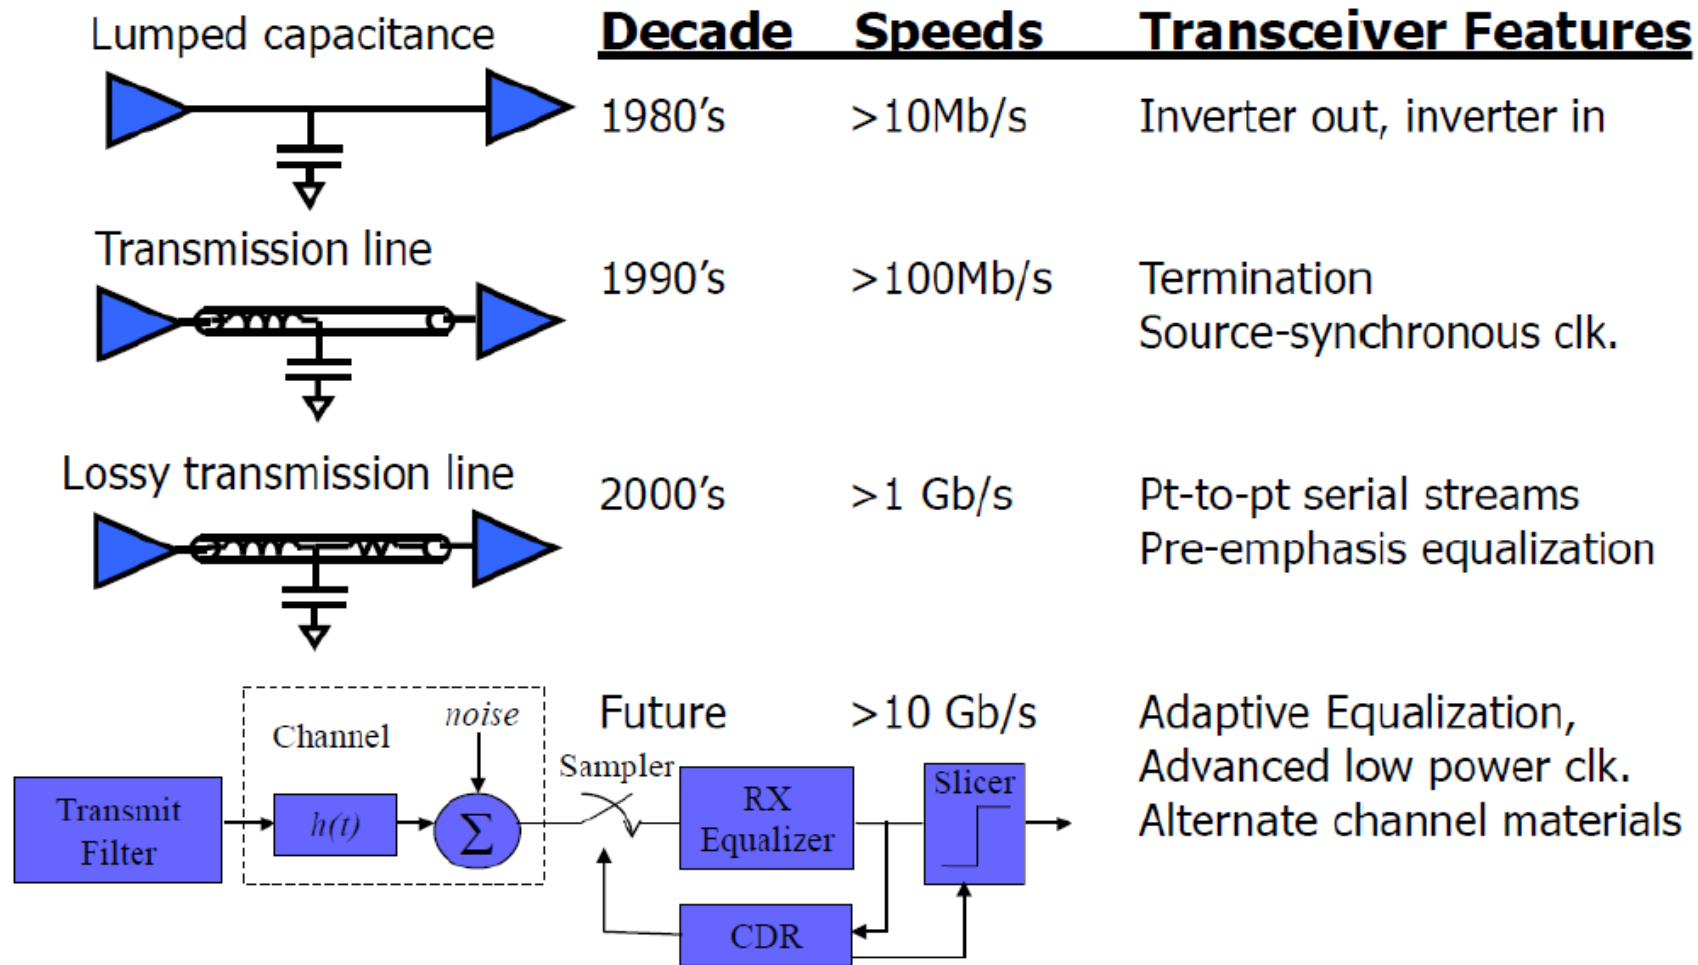 Lumped capacitance
Decade Speeds Transceiver Features
1980's >10Mb/s Inverter out, inverter in
Transmission line
1990's >100Mb/s Termination
Source-synchronous clk.
Lossy transmission line
2000's >1 Gb/s Pt-to-pt serial streams
Pre-emphasis equalization
Future >10 Gb/s Adaptive Equalization,
Advanced low power clk.
Alternate channel materials
Channel
noise
Sampler
Transmit
Filter
h(t)
Σ
RX
Equalizer
Slicer
CDR